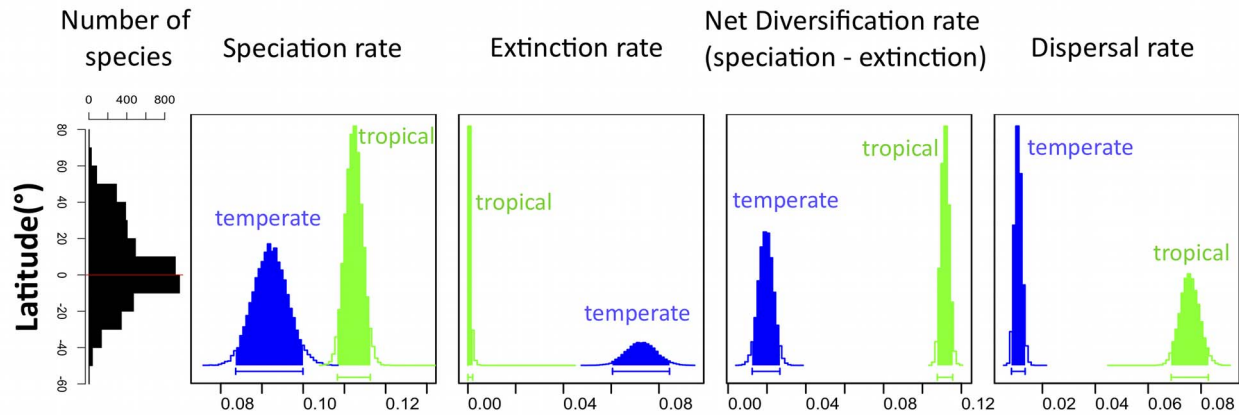 Number of
species
Speciation rate
Extinction rate
Net Diversification rate
(speciation - extinction)
Dispersal rate
0 400 800
Latitude(°)
80
60
40
20
0
-20
40
-60
temperate
tropical
0.08 0.10 0.12
tropical
temperate
0.00 0.04 0.08
temperate
tropical
0.00 0.04 0.08 0.12
temperate
tropical
0.02 0.04 0.06 0.08